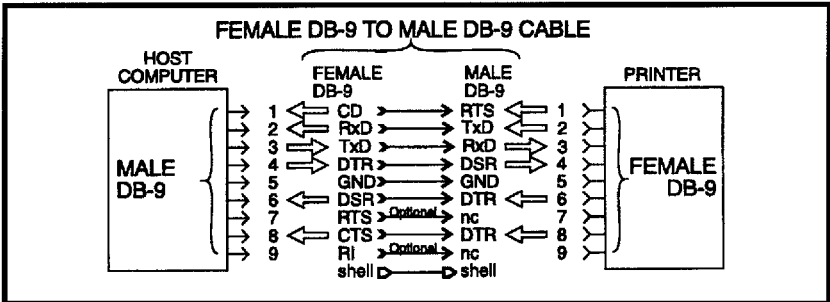 FEMALE DB-9 TO MALE DB-9 CABLE
HOST
COMPUTER
FEMALE
DB-9
MALE
DB-9
PRINTER
MALE
DB-9
FEMALE
DB-9
1 CD RTS 1
2 RxD TxD 2
3 TxD RxD 3
4 DTR DSR 4
5 GND GND 5
6 DSR DTR 6
7 RTS Optional nc 7
8 CTS DTR 8
9 RI Optional nc 9
shell shell